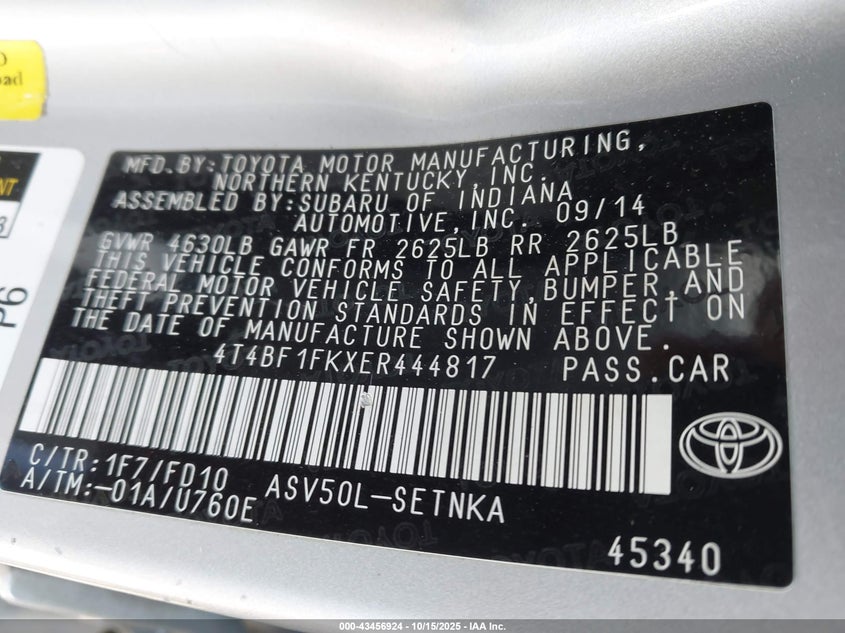 oad
NT
P6
MFD.BY:TOYOTA MOTOR MANUFACTURING,
NORTHERN KENTUCKY,INC.
ASSEMBLED BY:SUBARU OF INDIANA
AUTOMOTIVE,INC. 09/14
GVWR 4630LB GAWR FR 2625LB RR 2625LB
THIS VEHICLE CONFORMS TO ALL APPLICABLE
FEDERAL MOTOR VEHICLE SAFETY,BUMPER,AND
THEFT PREVENTION STANDARDS IN EFFECT ON
THE DATE OF MANUFACTURE SHOWN ABOVE.
4T4BF1FKXER444817 PASS.CAR
C/TR:1F7/FD10
A/TM:-01A/U760E ASV50L-SETNKA
45340
000-43456924 - 10/15/2025 - IAA Inc.